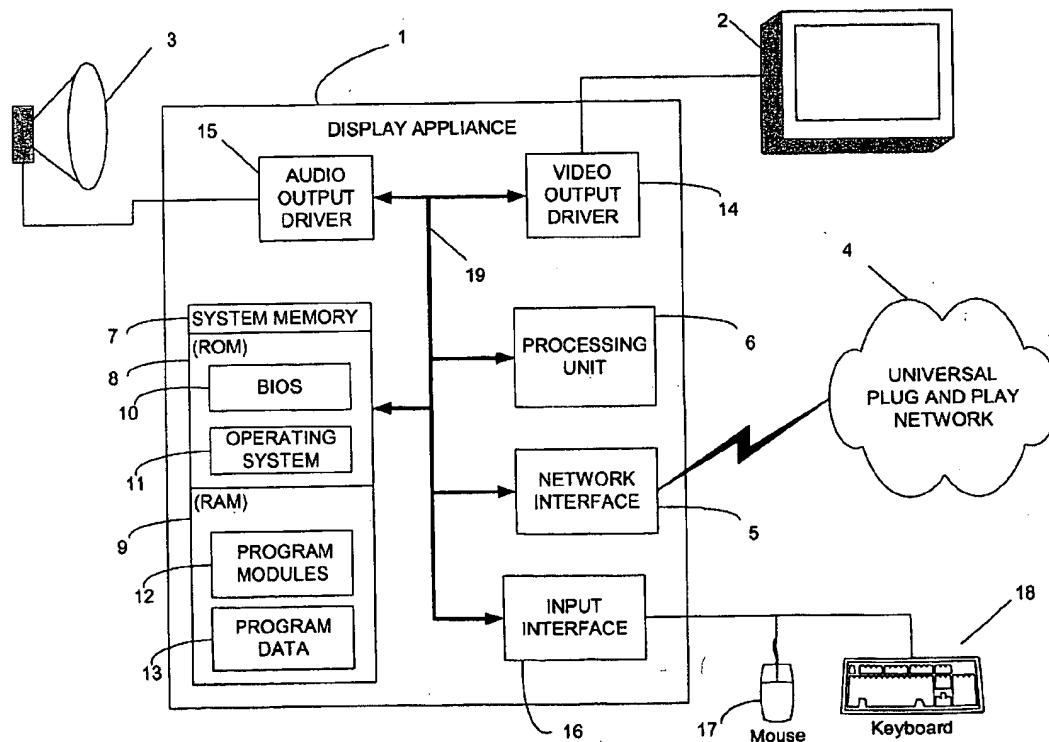 3
1
2
DISPLAY APPLIANCE
15
AUDIO
OUTPUT
DRIVER
VIDEO
OUTPUT
DRIVER
14
19
4
7
SYSTEM MEMORY
(ROM)
8
BIOS
10
OPERATING
SYSTEM
11
6
PROCESSING
UNIT
UNIVERSAL
PLUG AND PLAY
NETWORK
(RAM)
9
PROGRAM
MODULES
12
PROGRAM
DATA
13
NETWORK
INTERFACE
5
INPUT
INTERFACE
16
18
17
Mouse
Keyboard